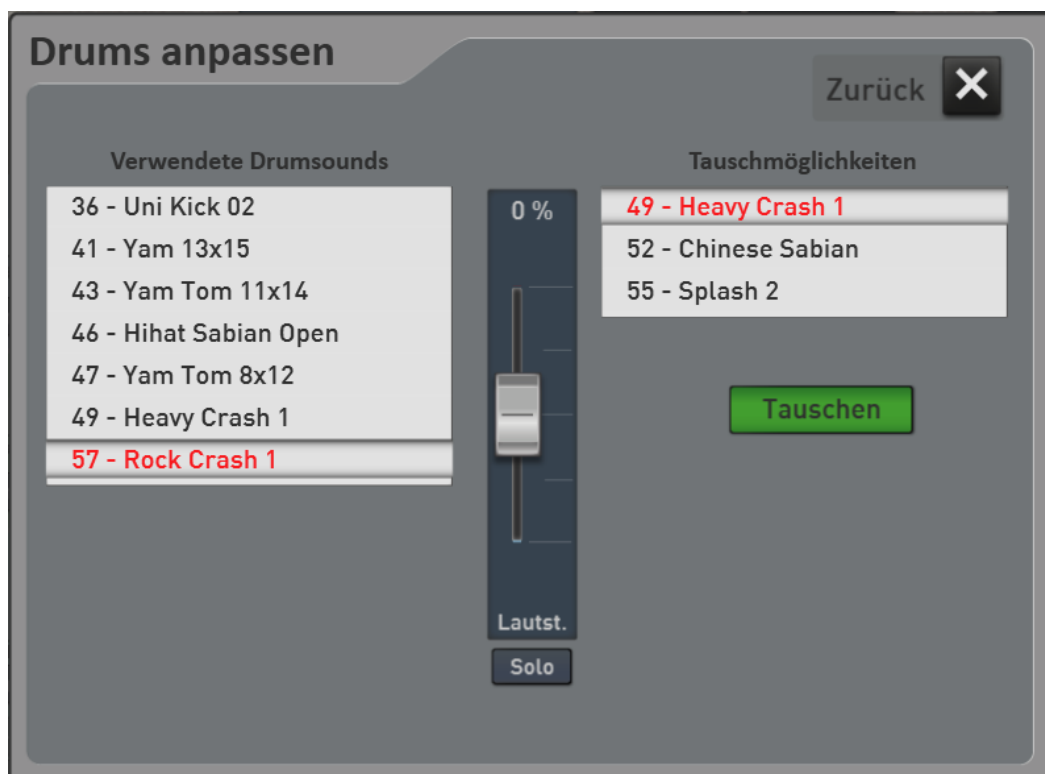 Drums anpassen
Zurück
Verwendete Drumsounds
36 - Uni Kick 02
41 - Yam 13x15
43 - Yam Tom 11x14
46 - Hihat Sabian Open
47 - Yam Tom 8x12
49 - Heavy Crash 1
57 - Rock Crash 1
0 %
Lautst.
Solo
Tauschmöglichkeiten
49 - Heavy Crash 1
52 - Chinese Sabian
55 - Splash 2
Tauschen